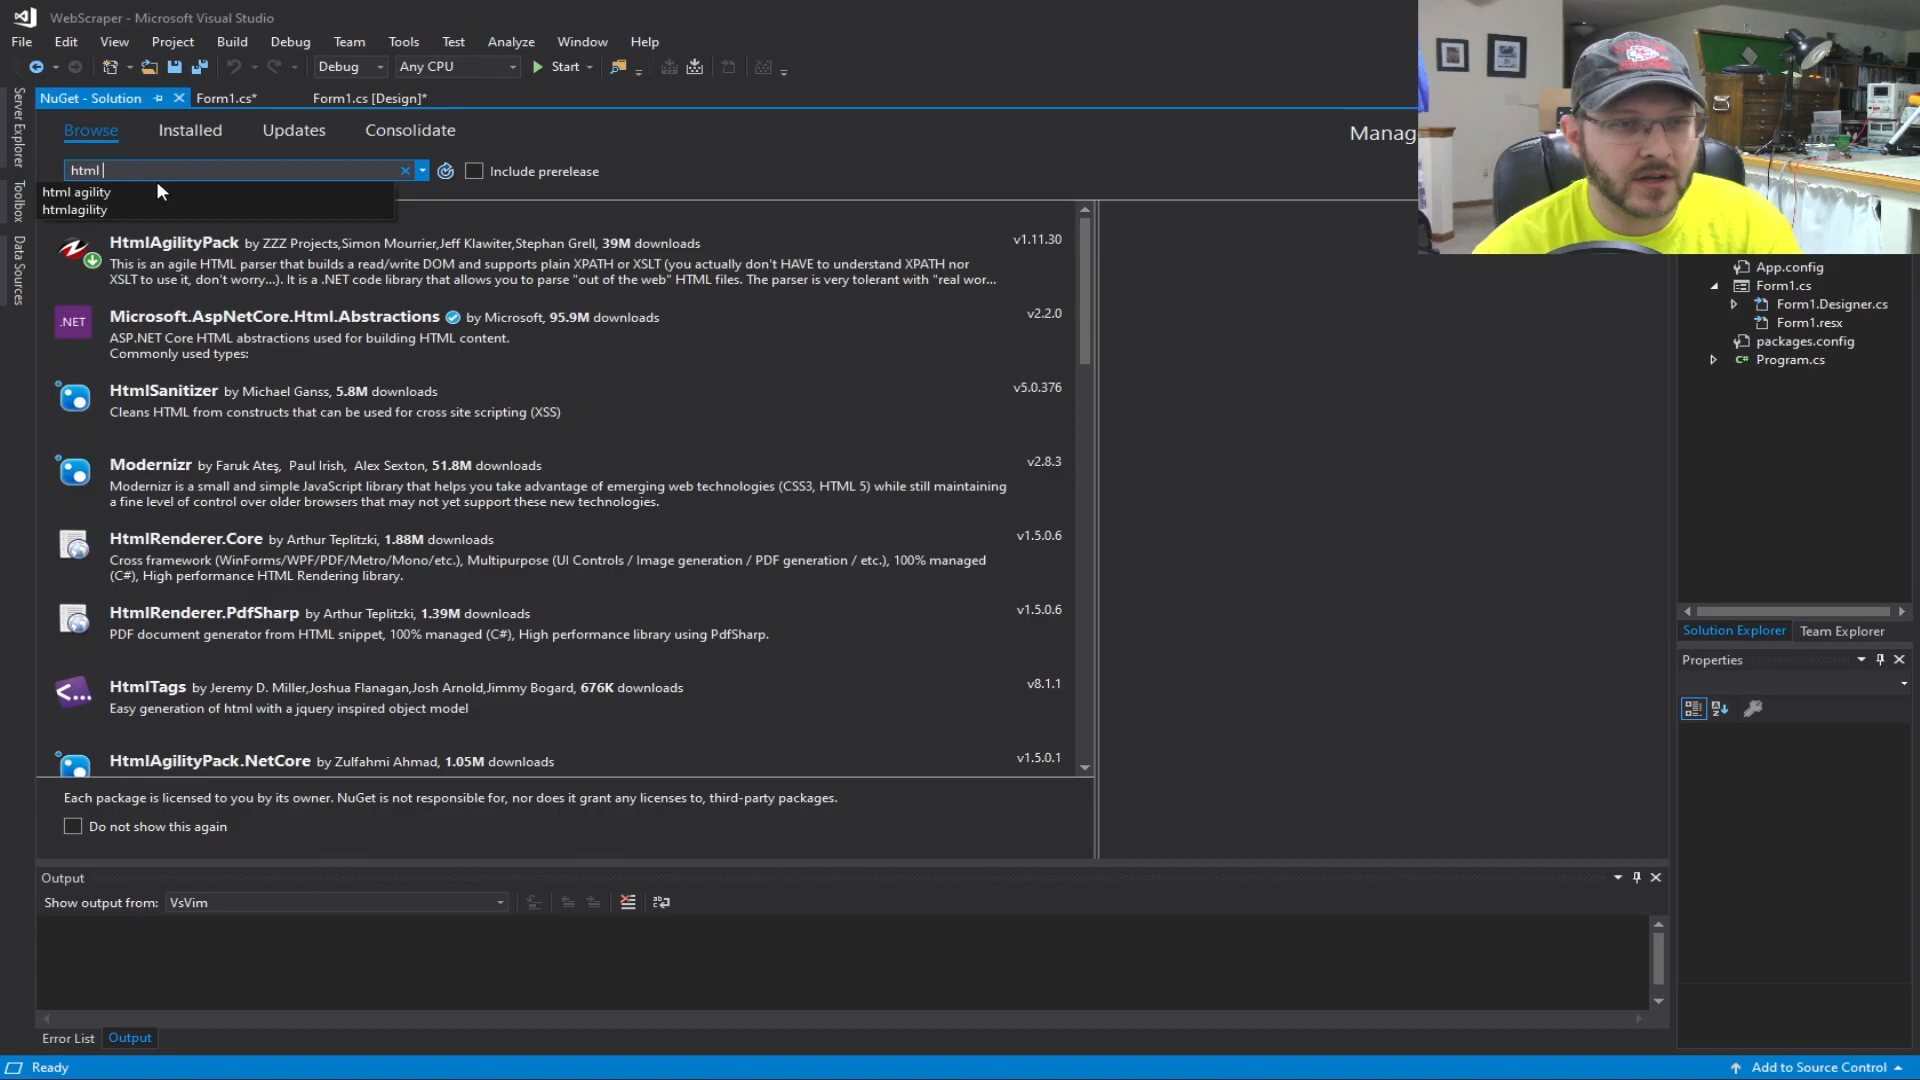 WebScraper - Microsoft Visual Studio
File Edit View Project Build Debug Team Tools Test Analyze Window Help
Debug Any CPU Start
Server Explorer
Toolbox
Data Sources
NuGet - Solution Form1.cs* Form1.cs [Design]*
Browse Installed Updates Consolidate
Manag
html
Include prerelease
html agility
htmlagility
HtmlAgilityPack by ZZZ Projects,Simon Mourrier,Jeff Klawiter,Stephan Grell, 39M downloads v1.11.30
This is an agile HTML parser that builds a read/write DOM and supports plain XPATH or XSLT (you actually don't HAVE to understand XPATH nor
XSLT to use it, don't worry...). It is a .NET code library that allows you to parse "out of the web" HTML files. The parser is very tolerant with "real wor...
.NET
Microsoft.AspNetCore.Html.Abstractions by Microsoft, 95.9M downloads v2.2.0
ASP.NET Core HTML abstractions used for building HTML content.
Commonly used types:
HtmlSanitizer by Michael Ganss, 5.8M downloads v5.0.376
Cleans HTML from constructs that can be used for cross site scripting (XSS)
Modernizr by Faruk Ateş, Paul Irish, Alex Sexton, 51.8M downloads v2.8.3
Modernizr is a small and simple JavaScript library that helps you take advantage of emerging web technologies (CSS3, HTML 5) while still maintaining
a fine level of control over older browsers that may not yet support these new technologies.
HtmlRenderer.Core by Arthur Teplitzki, 1.88M downloads v1.5.0.6
Cross framework (WinForms/WPF/PDF/Metro/Mono/etc.), Multipurpose (UI Controls / Image generation / PDF generation / etc.), 100% managed
(C#), High performance HTML Rendering library.
HtmlRenderer.PdfSharp by Arthur Teplitzki, 1.39M downloads v1.5.0.6
PDF document generator from HTML snippet, 100% managed (C#), High performance library using PdfSharp.
HtmlTags by Jeremy D. Miller,Joshua Flanagan,Josh Arnold,Jimmy Bogard, 676K downloads v8.1.1
Easy generation of html with a jquery inspired object model
HtmlAgilityPack.NetCore by Zulfahmi Ahmad, 1.05M downloads v1.5.0.1
Each package is licensed to you by its owner. NuGet is not responsible for, nor does it grant any licenses to, third-party packages.
Do not show this again
App.config
Form1.cs
Form1.Designer.cs
Form1.resx
packages.config
C# Program.cs
Solution Explorer Team Explorer
Properties
Output
Show output from: VsVim
Error List Output
Ready Add to Source Control